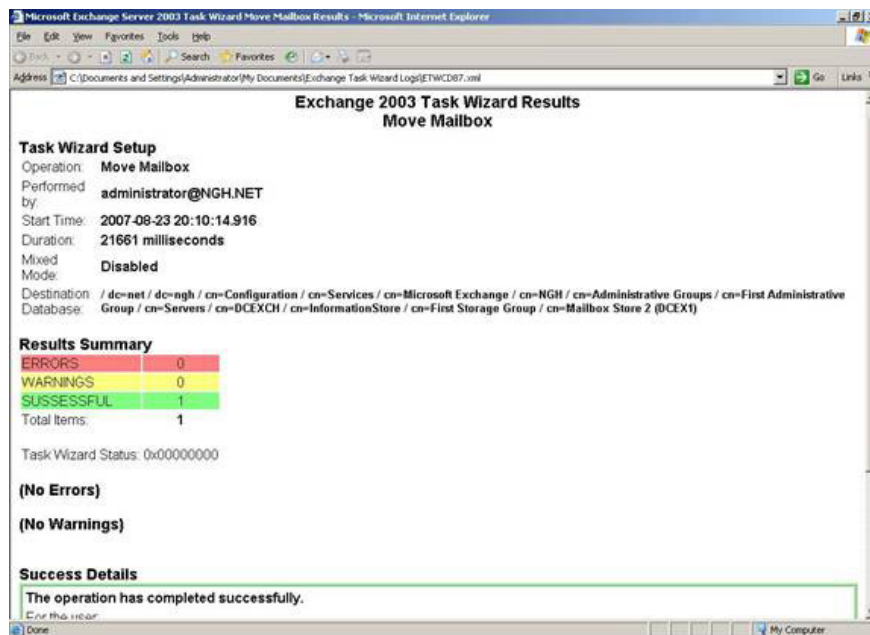 Microsoft Exchange Server 2003 Task Wizard Move Mailbox Results - Microsoft Internet Explorer
File Edit View Favorites Tools Help
Back Search Favorites
Address C:\Documents and Settings\Administrator\My Documents\Exchange Task Wizard Logs\ETWCD87.xml Go Links
Exchange 2003 Task Wizard Results
Move Mailbox
Task Wizard Setup
Operation: Move Mailbox
Performed
by: administrator@NGH.NET
Start Time: 2007-08-23 20:10:14.916
Duration: 21661 milliseconds
Mixed
Mode: Disabled
Destination / dc=net / dc=ngh / cn=Configuration / cn=Services / cn=Microsoft Exchange / cn=NGH / cn=Administrative Groups / cn=First Administrative
Database: Group / cn=Servers / cn=DCEXCH / cn=InformationStore / cn=First Storage Group / cn=Mailbox Store 2 (DCEX1)
Results Summary
ERRORS 0
WARNINGS 0
SUSSESSFUL 1
Total Items: 1
Task Wizard Status: 0x00000000
(No Errors)
(No Warnings)
Success Details
The operation has completed successfully.
For the user
Done My Computer